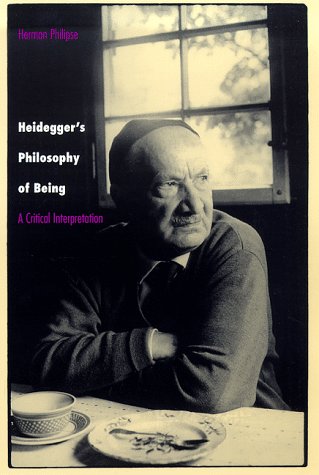 Herman Philipse
Heidegger's
Philosophy
of Being
A Critical Interpretation